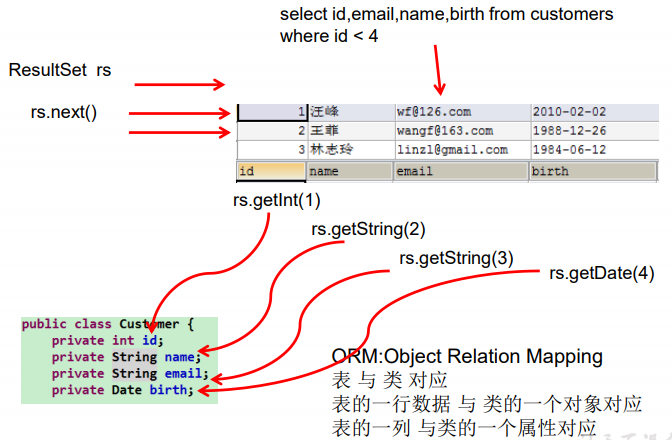 select id,email,name,birth from customers
where id < 4
ResultSet rs
rs.next()
1 汪峰 wf@126.com 2010-02-02
2 王菲 wangf@163.com 1988-12-26
3 林志玲 linzl@gmail.com 1984-06-12
id name email birth
rs.getInt(1)
rs.getString(2)
rs.getString(3)
rs.getDate(4)
public class Customer {
private int id;
private String name;
private String email;
private Date birth;
ORM:Object Relation Mapping
表 与 类 对应
表的一行数据 与 类的一个对象对应
表的一列 与类的一个属性对应